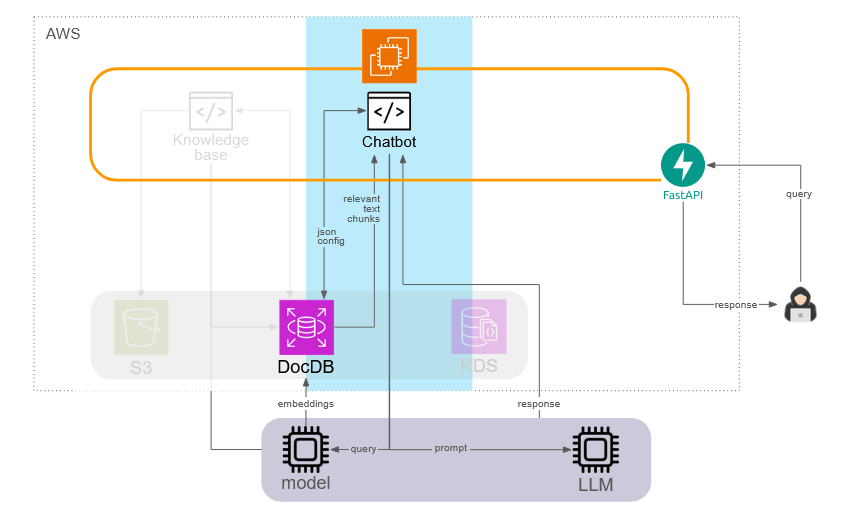 AWS
Knowledge
base
Chatbot
FastAPI
query
relevant
text
chunks
json
config
response
S3
DocDB
RDS
embeddings
response
query
prompt
model
LLM